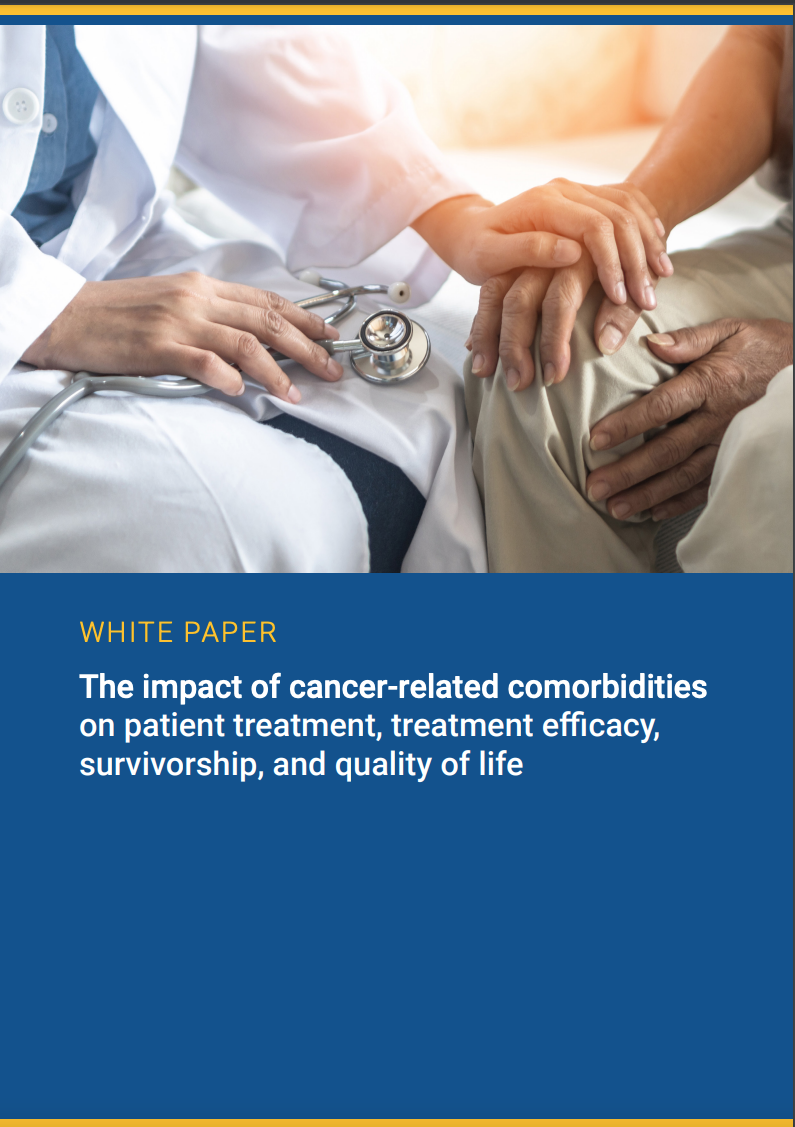 WHITE PAPER
The impact of cancer-related comorbidities
on patient treatment, treatment efficacy,
survivorship, and quality of life